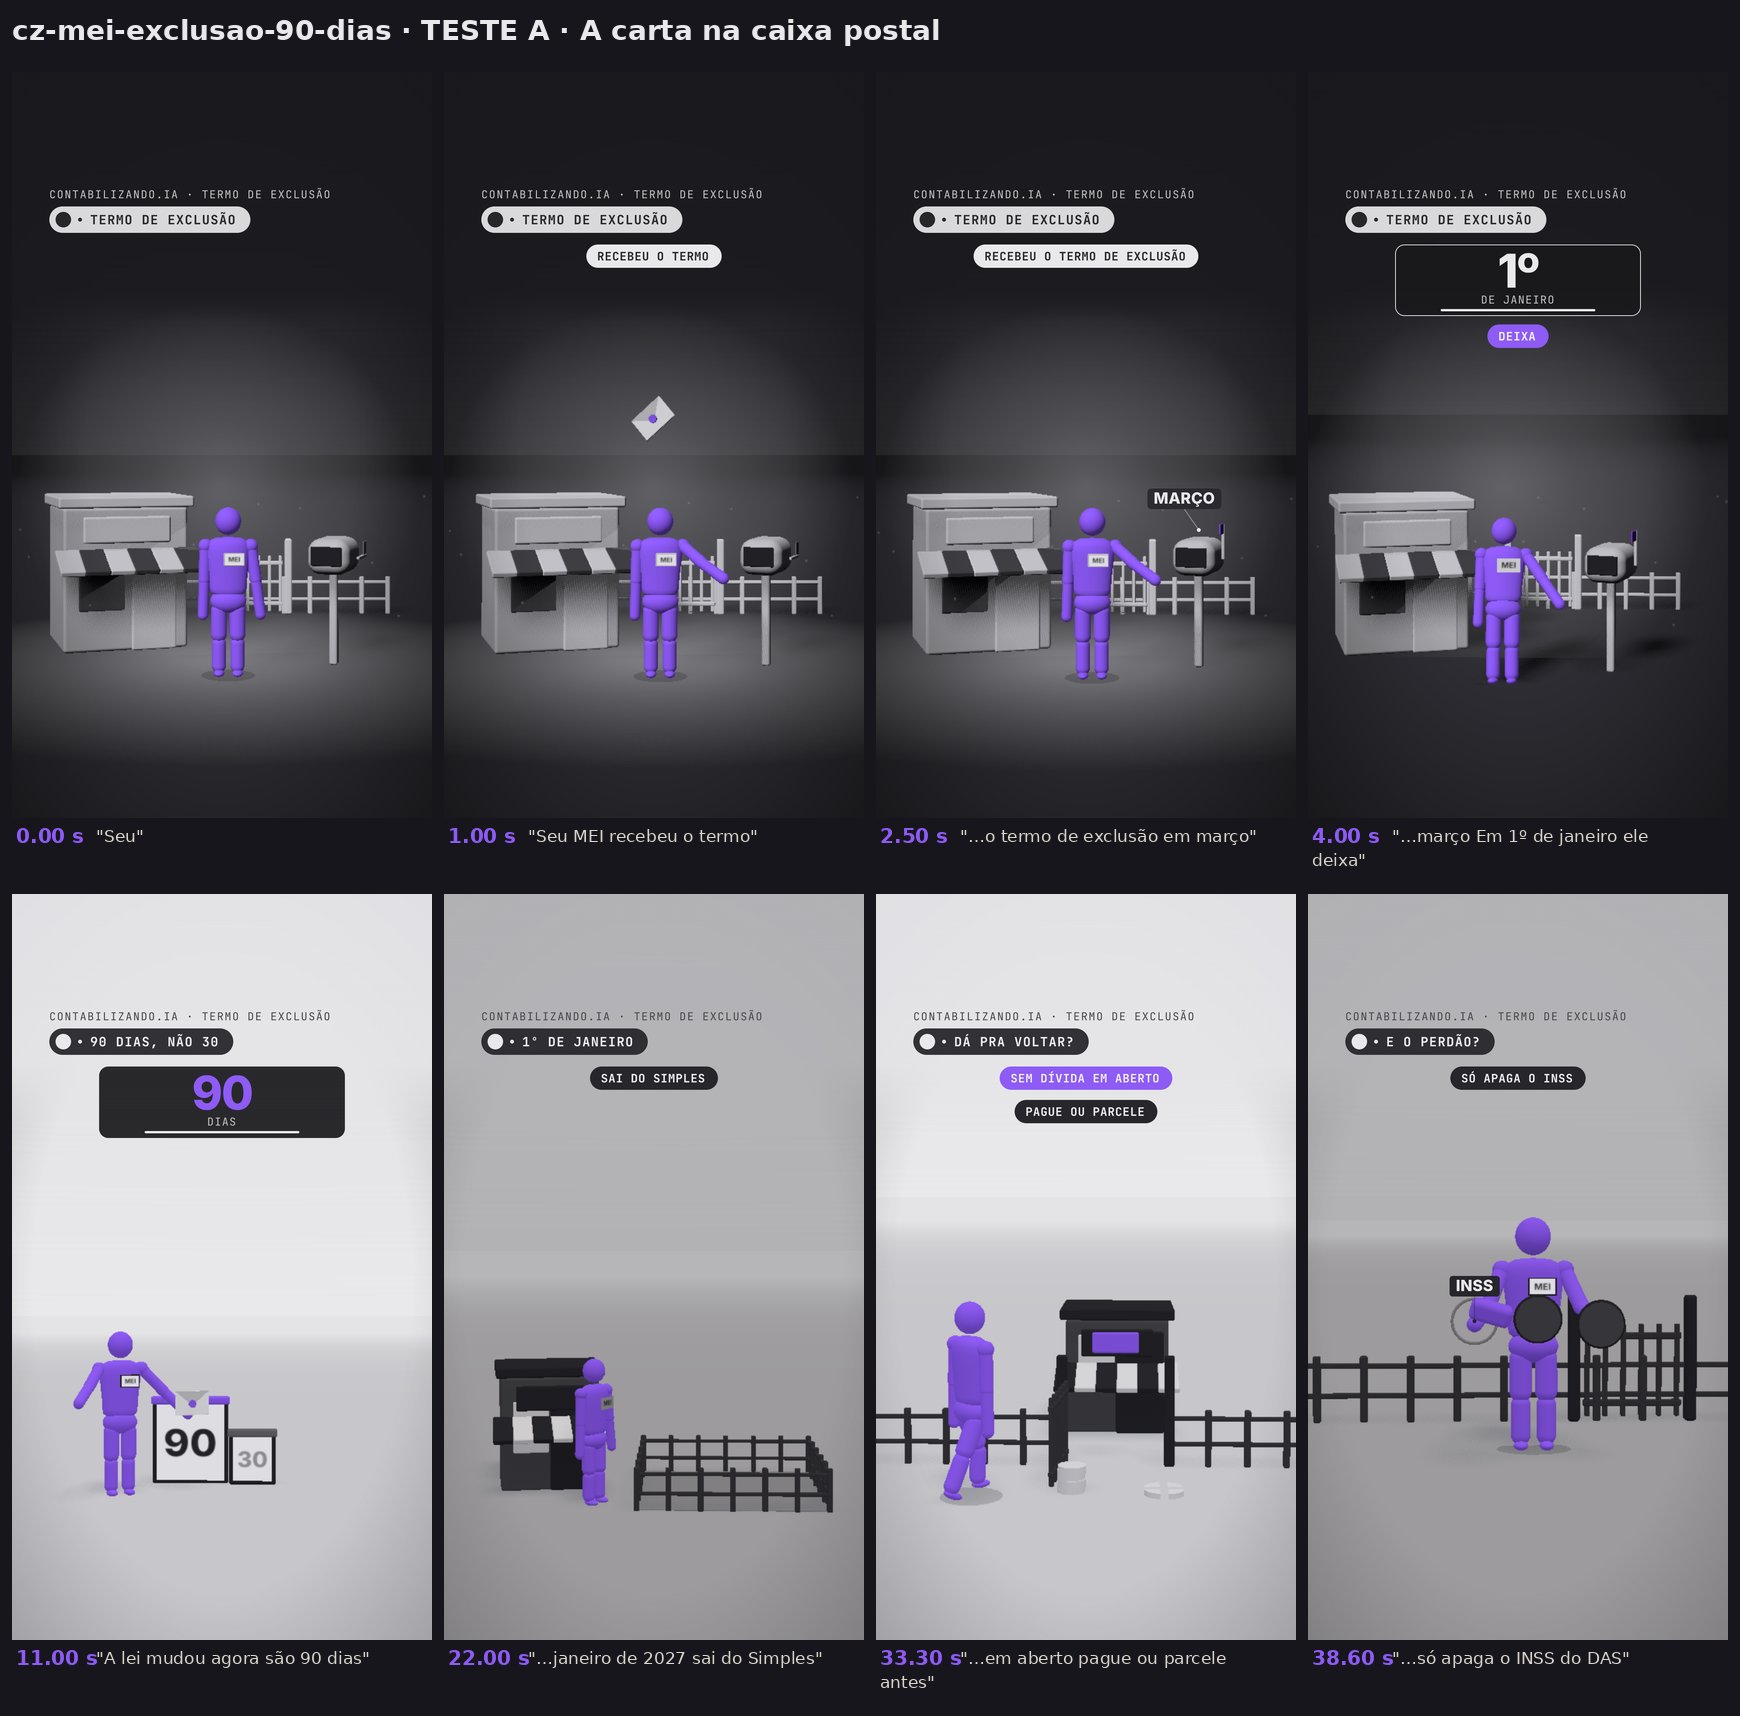 cz-mei-exclusao-90-dias · TESTE A · A carta na caixa postal
CONTABILIZANDO.IA · TERMO DE EXCLUSÃO
• TERMO DE EXCLUSÃO
MEI
0.00 s "Seu"
CONTABILIZANDO.IA · TERMO DE EXCLUSÃO
• TERMO DE EXCLUSÃO
RECEBEU O TERMO
MEI
1.00 s "Seu MEI recebeu o termo"
CONTABILIZANDO.IA · TERMO DE EXCLUSÃO
• TERMO DE EXCLUSÃO
RECEBEU O TERMO DE EXCLUSÃO
MARÇO
MEI
2.50 s "...o termo de exclusão em março"
CONTABILIZANDO.IA · TERMO DE EXCLUSÃO
• TERMO DE EXCLUSÃO
1º
DE JANEIRO
DEIXA
MEI
4.00 s "...março Em 1º de janeiro ele
deixa"
CONTABILIZANDO.IA · TERMO DE EXCLUSÃO
• 90 DIAS, NÃO 30
90
DIAS
MEI
90
30
11.00 s "A lei mudou agora são 90 dias"
CONTABILIZANDO.IA · TERMO DE EXCLUSÃO
• 1° DE JANEIRO
SAI DO SIMPLES
MEI
22.00 s "...janeiro de 2027 sai do Simples"
CONTABILIZANDO.IA · TERMO DE EXCLUSÃO
• DÁ PRA VOLTAR?
SEM DÍVIDA EM ABERTO
PAGUE OU PARCELE
33.30 s "...em aberto pague ou parcele
antes"
CONTABILIZANDO.IA · TERMO DE EXCLUSÃO
• E O PERDÃO?
SÓ APAGA O INSS
INSS
MEI
38.60 s "...só apaga o INSS do DAS"